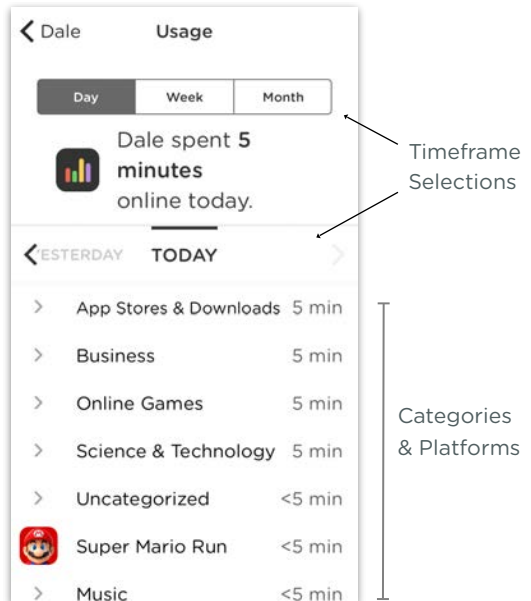 Dale
Usage
Day
Week
Month
Dale spent 5
minutes
online today.
Timeframe
Selections
YESTERDAY
TODAY
App Stores & Downloads 5 min
Business 5 min
Online Games 5 min
Science & Technology 5 min
Uncategorized <5 min
Super Mario Run <5 min
Music <5 min
Categories
& Platforms